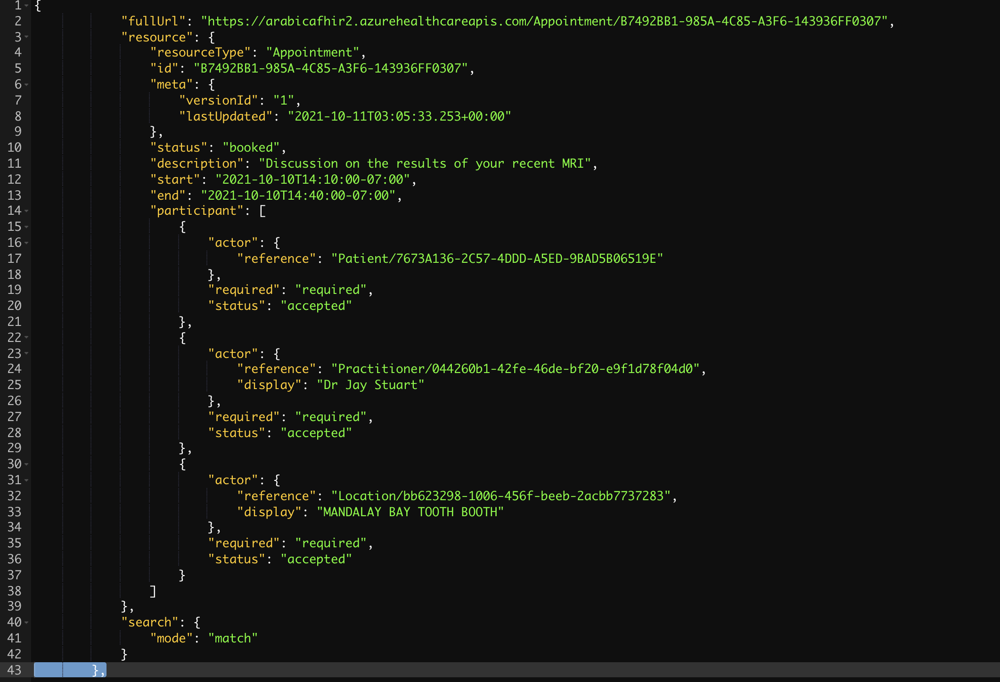 1 {
2 "fullUrl": "https://arabicafhir2.azurehealthcareapis.com/Appointment/B7492BB1-985A-4C85-A3F6-143936FF0307",
3 "resource": {
4 "resourceType": "Appointment",
5 "id": "B7492BB1-985A-4C85-A3F6-143936FF0307",
6 "meta": {
7 "versionId": "1",
8 "lastUpdated": "2021-10-11T03:05:33.253+00:00"
9 },
10 "status": "booked",
11 "description": "Discussion on the results of your recent MRI",
12 "start": "2021-10-10T14:10:00-07:00",
13 "end": "2021-10-10T14:40:00-07:00",
14 "participant": [
15 {
16 "actor": {
17 "reference": "Patient/7673A136-2C57-4DDD-A5ED-9BAD5B06519E"
18 },
19 "required": "required",
20 "status": "accepted"
21 },
22 {
23 "actor": {
24 "reference": "Practitioner/044260b1-42fe-46de-bf20-e9f1d78f04d0",
25 "display": "Dr Jay Stuart"
26 },
27 "required": "required",
28 "status": "accepted"
29 },
30 {
31 "actor": {
32 "reference": "Location/bb623298-1006-456f-beeb-2acbb7737283",
33 "display": "MANDALAY BAY TOOTH BOOTH"
34 },
35 "required": "required",
36 "status": "accepted"
37 }
38 ]
39 },
40 "search": {
41 "mode": "match"
42 }
43 },